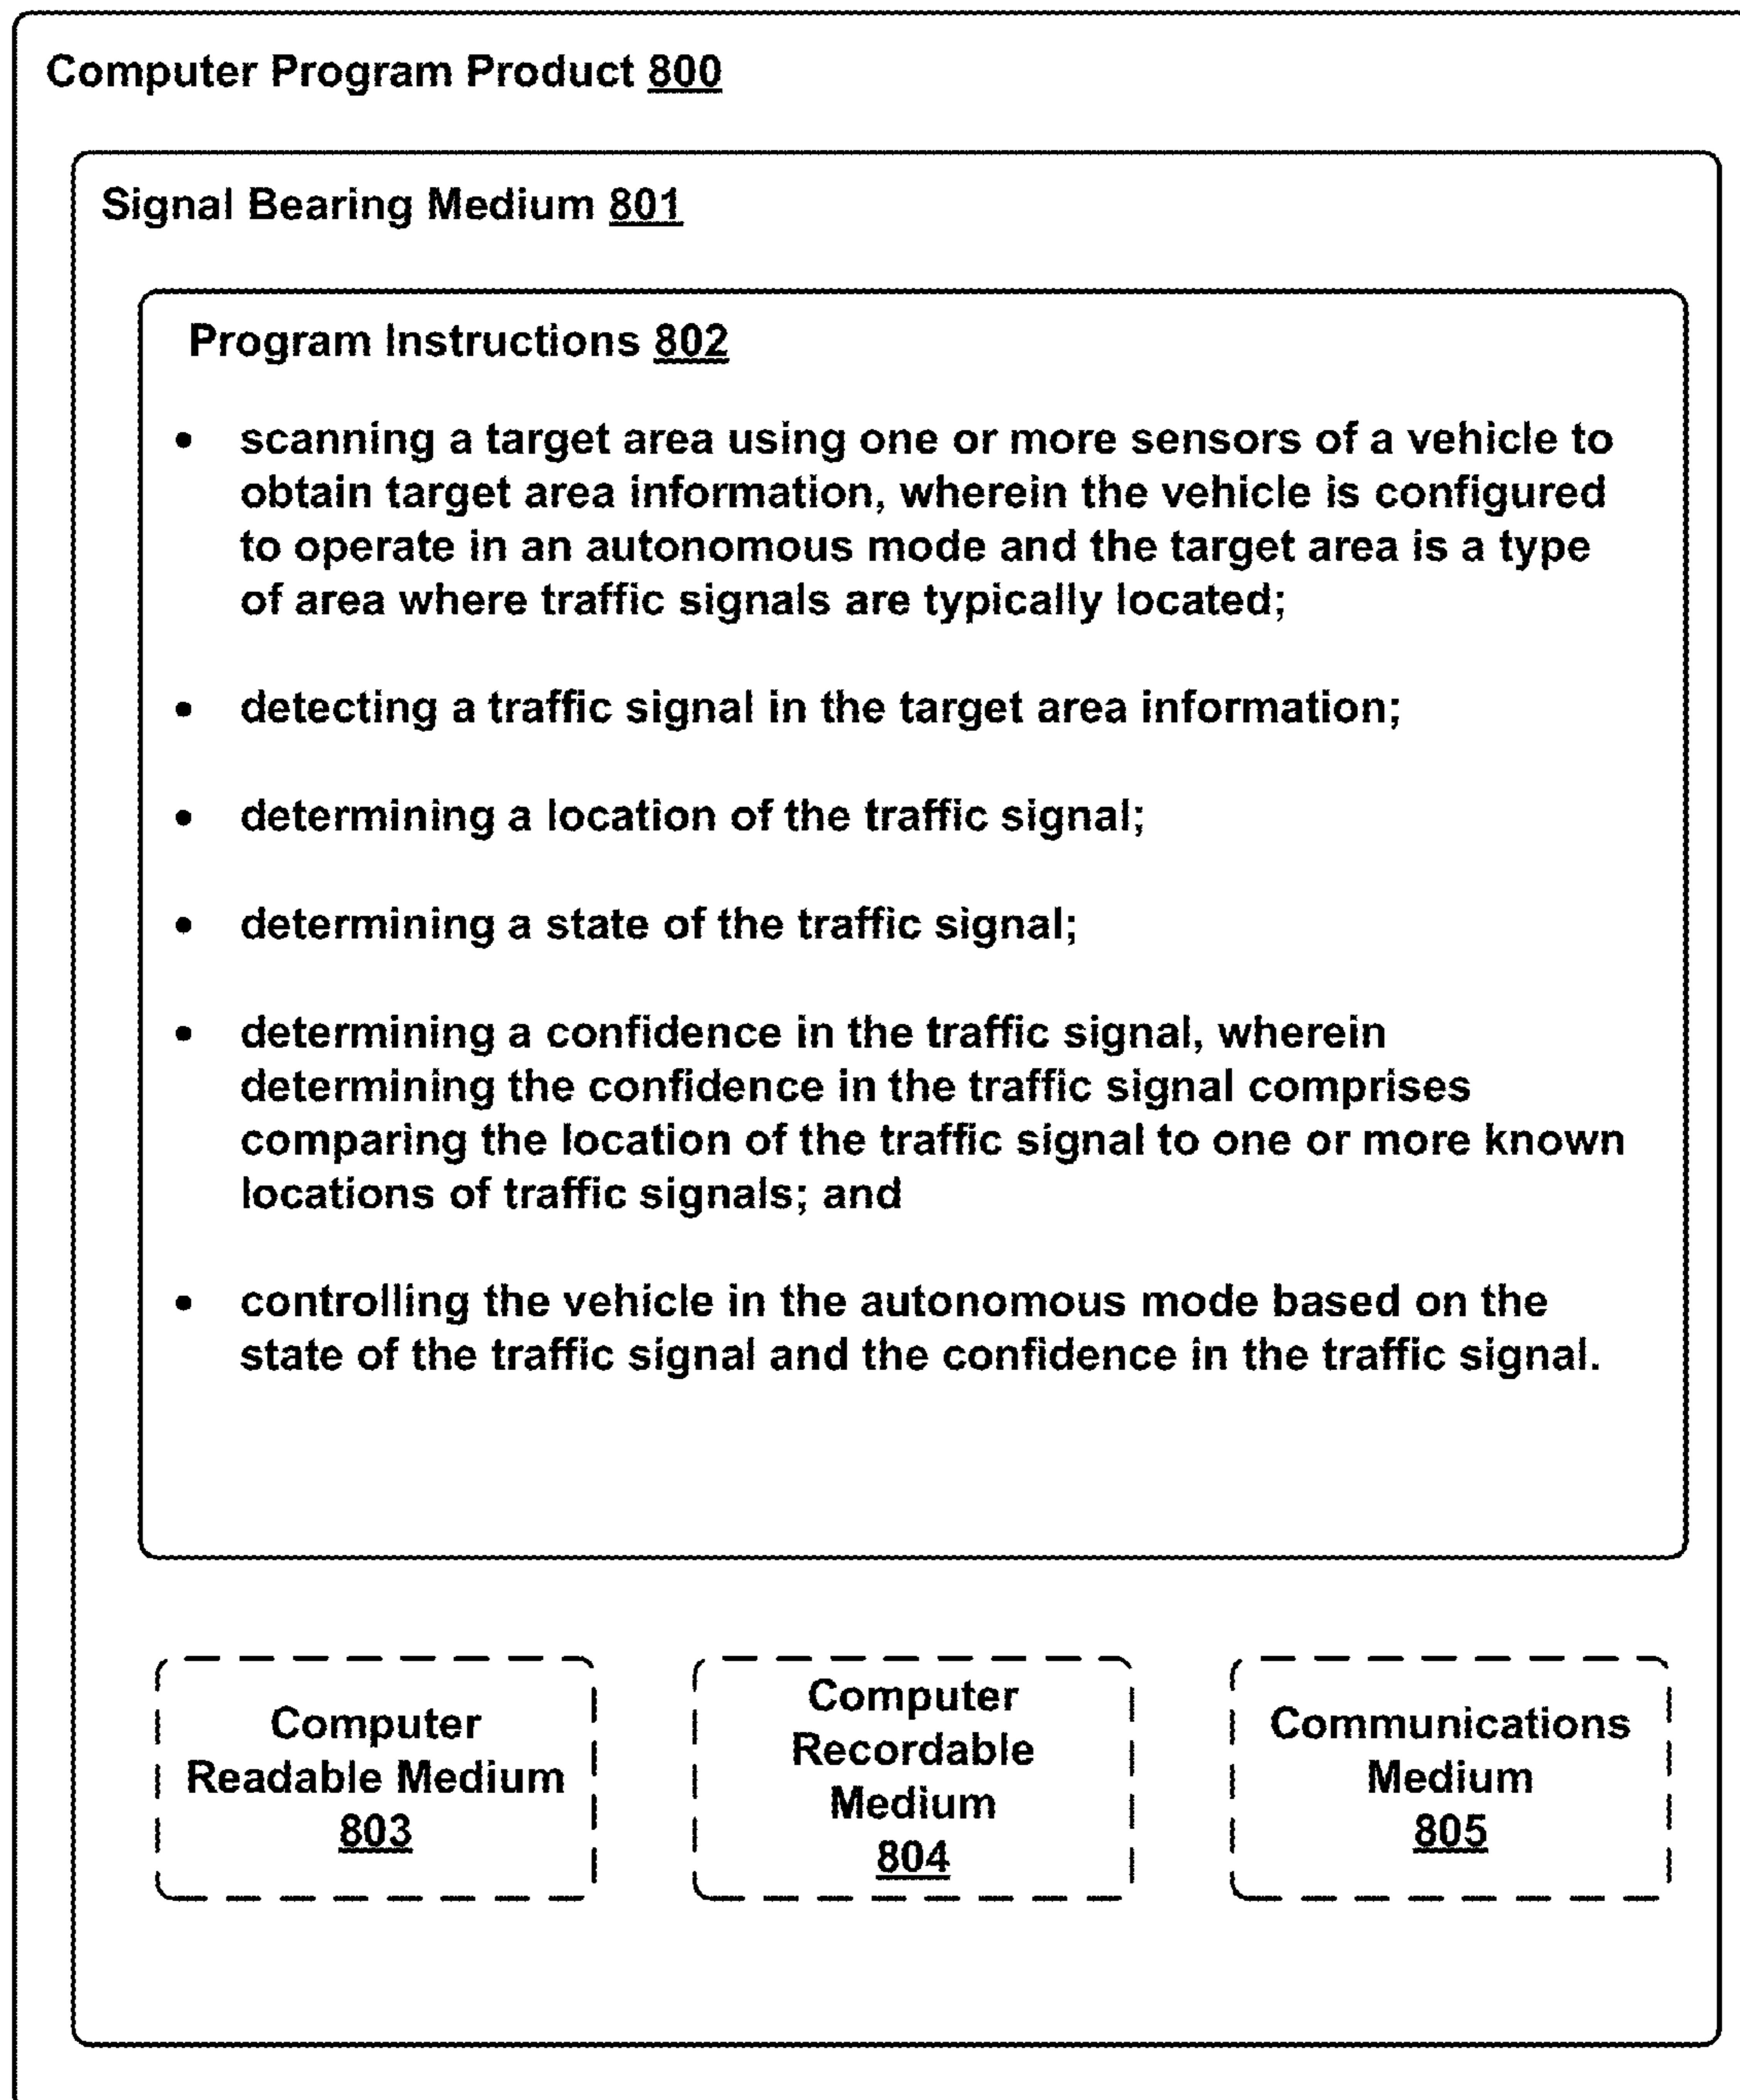 Computer Program Product 800
Signal Bearing Medium 801
Program Instructions 802
• scanning a target area using one or more sensors of a vehicle to
obtain target area information, wherein the vehicle is configured
to operate in an autonomous mode and the target area is a type
of area where traffic signals are typically located;
• detecting a traffic signal in the target area information;
• determining a location of the traffic signal;
• determining a state of the traffic signal;
• determining a confidence in the traffic signal, wherein
determining the confidence in the traffic signal comprises
comparing the location of the traffic signal to one or more known
locations of traffic signals; and
• controlling the vehicle in the autonomous mode based on the
state of the traffic signal and the confidence in the traffic signal.
Computer
Readable Medium
803
Computer
Recordable
Medium
804
Communications
Medium
805